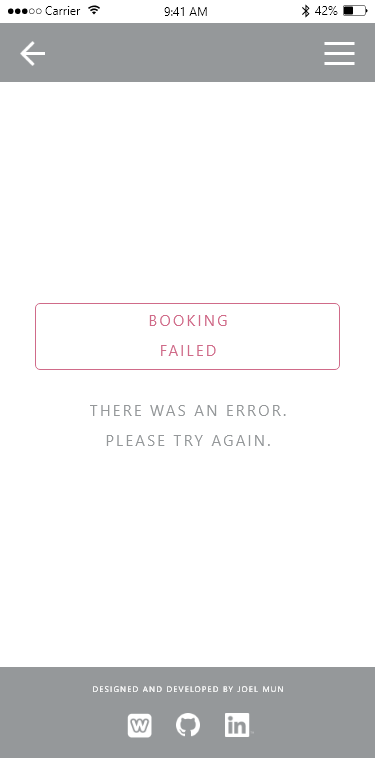 Carrier 9:41 AM 42%
BOOKING
FAILED
THERE WAS AN ERROR.
PLEASE TRY AGAIN.
DESIGNED AND DEVELOPED BY JOEL MUN
W in